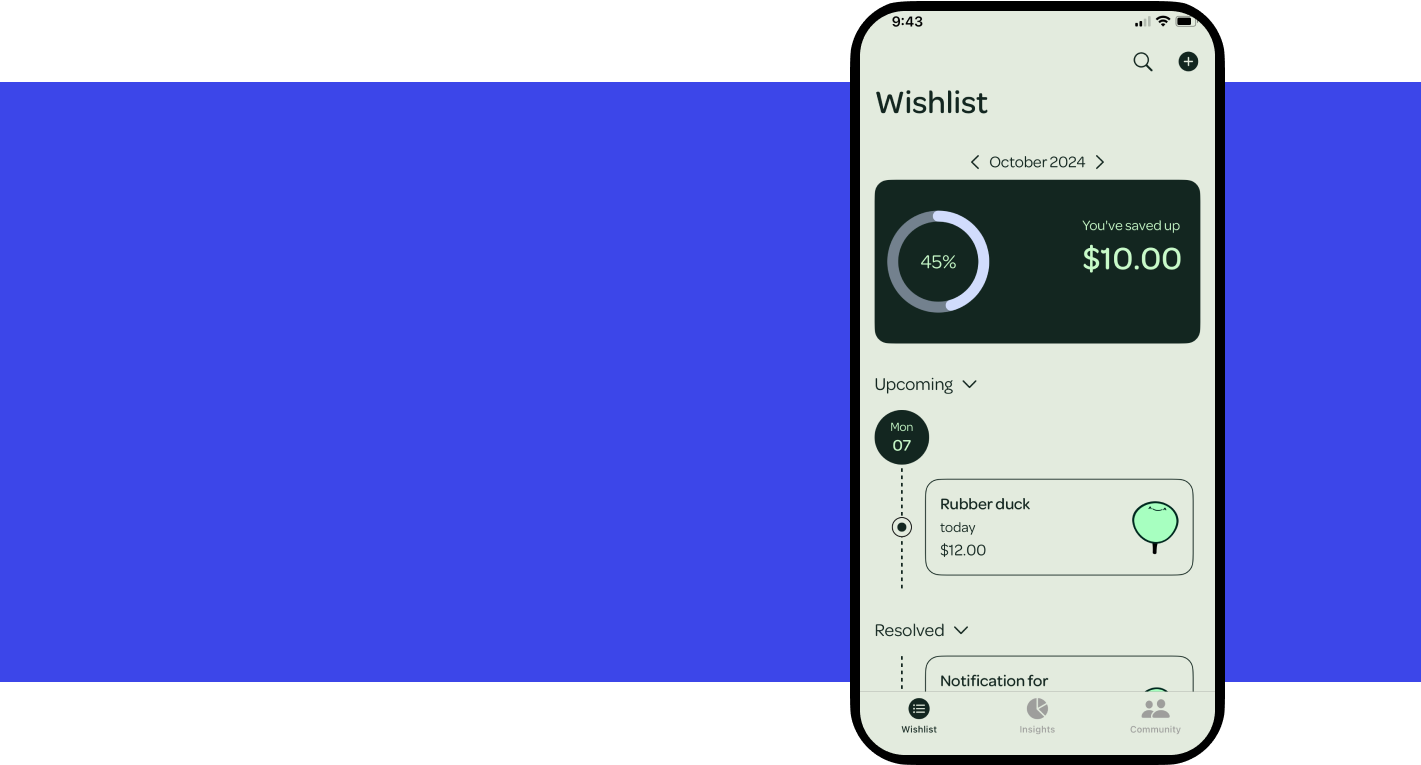 9:43
Wishlist
October 2024
45%
You've saved up
$10.00
Upcoming
Mon
07
Rubber duck
today
$12.00
Resolved
Notification for
Wishlist
Insights
Community